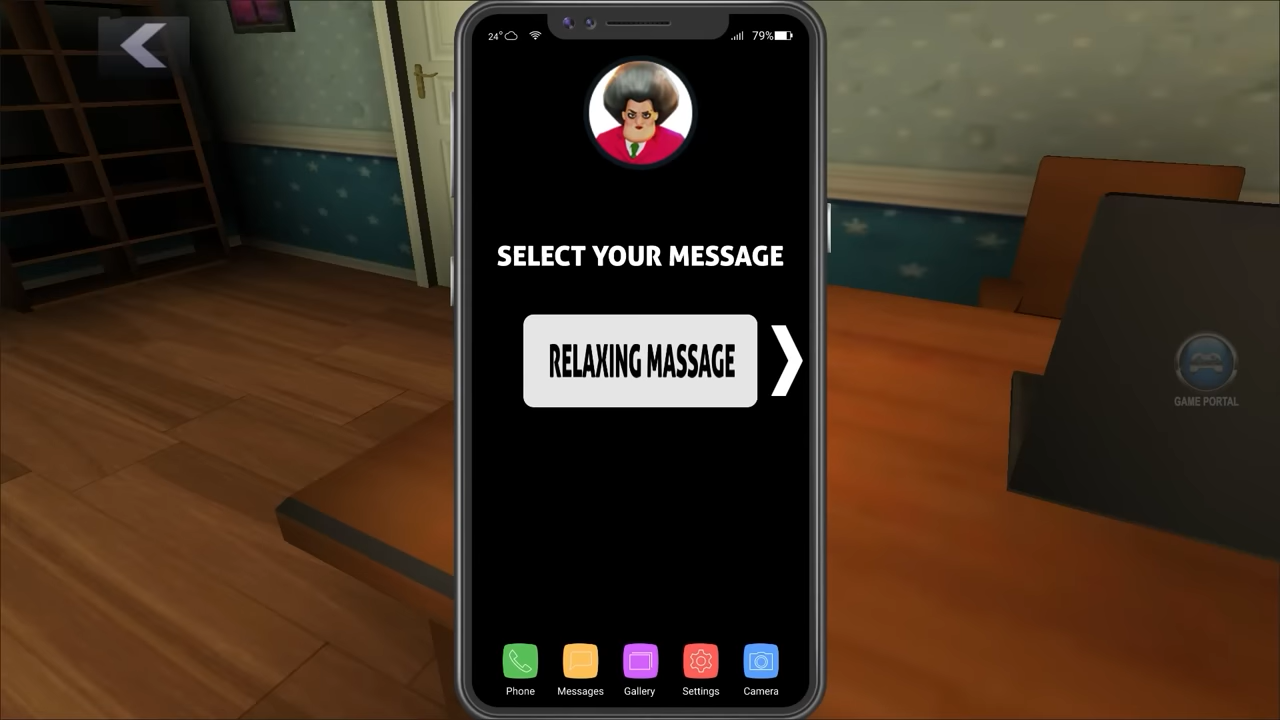 24°
79%
SELECT YOUR MESSAGE
RELAXING MASSAGE
GAME PORTAL
Phone Messages Gallery Settings Camera